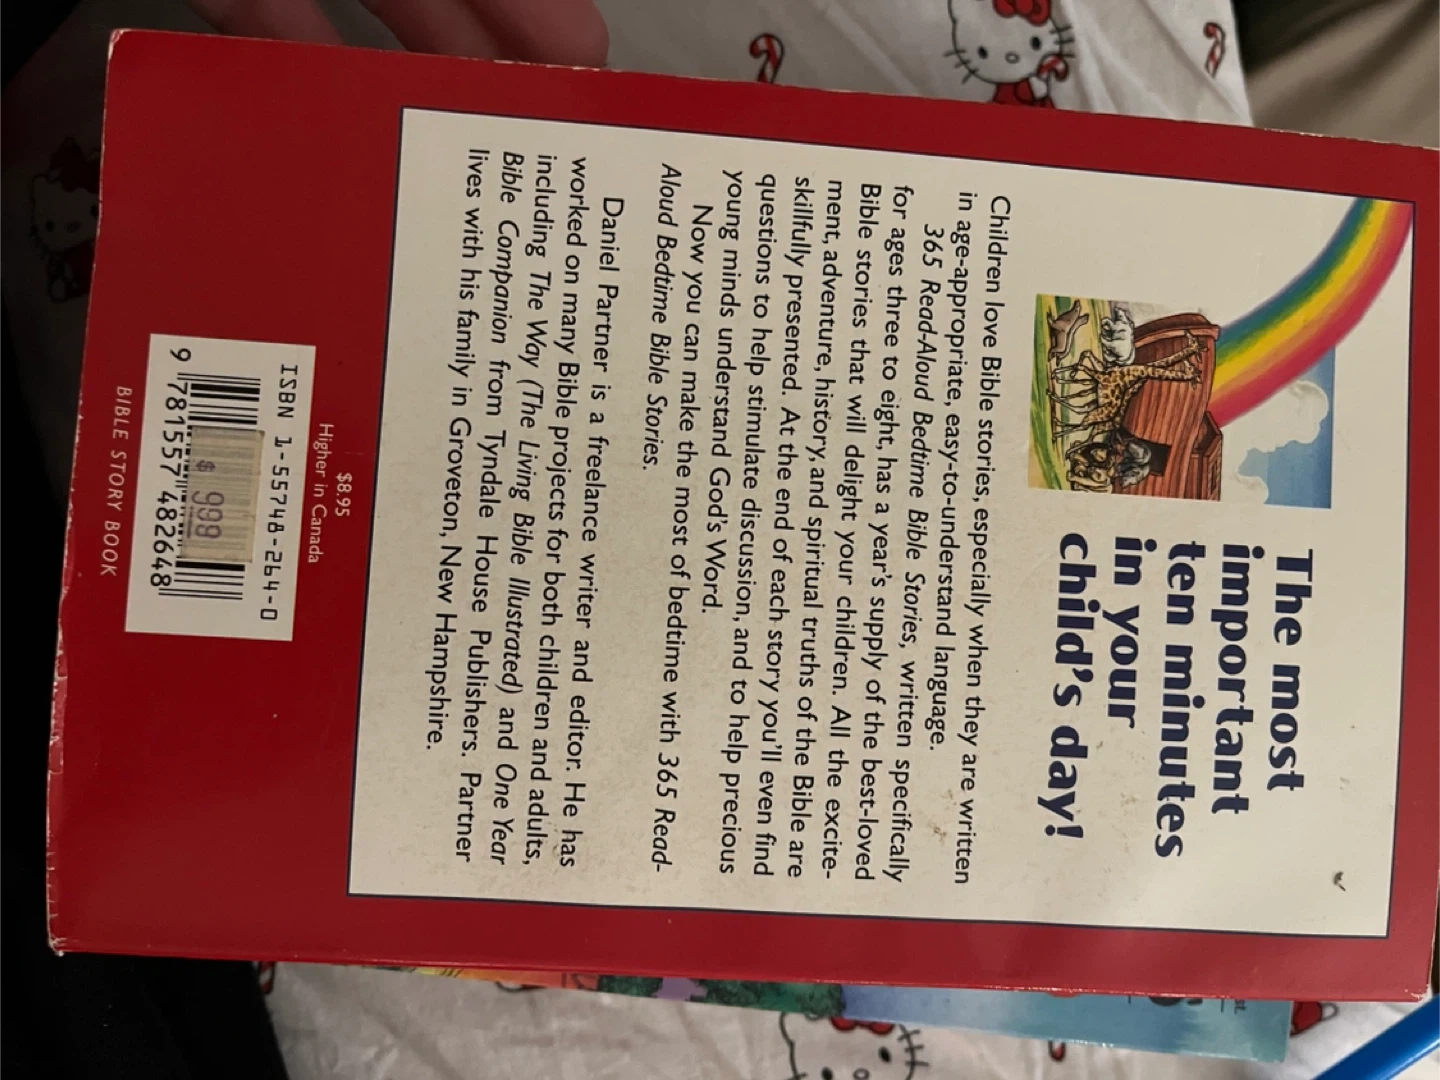 The most
important
ten minutes
in your
child's day!
Children love Bible stories, especially when they are written
in age-appropriate, easy-to-understand language.
365 Read-Aloud Bedtime Bible Stories, written specifically
for ages three to eight, has a year's supply of the best-loved
Bible stories that will delight your children. All the excite-
ment, adventure, history, and spiritual truths of the Bible are
skillfully presented. At the end of each story you'll even find
questions to help stimulate discussion, and to help precious
young minds understand God's Word.
Now you can make the most of bedtime with 365 Read-
Aloud Bedtime Bible Stories.
Daniel Partner is a freelance writer and editor. He has
worked on many Bible projects for both children and adults,
including The Way (The Living Bible Illustrated) and One Year
Bible Companion from Tyndale House Publishers. Partner
lives with his family in Groveton, New Hampshire.
$8.95
Higher in Canada
ISBN 1-55748-264-0
$ 999
9 781557 482648
BIBLE STORY BOOK